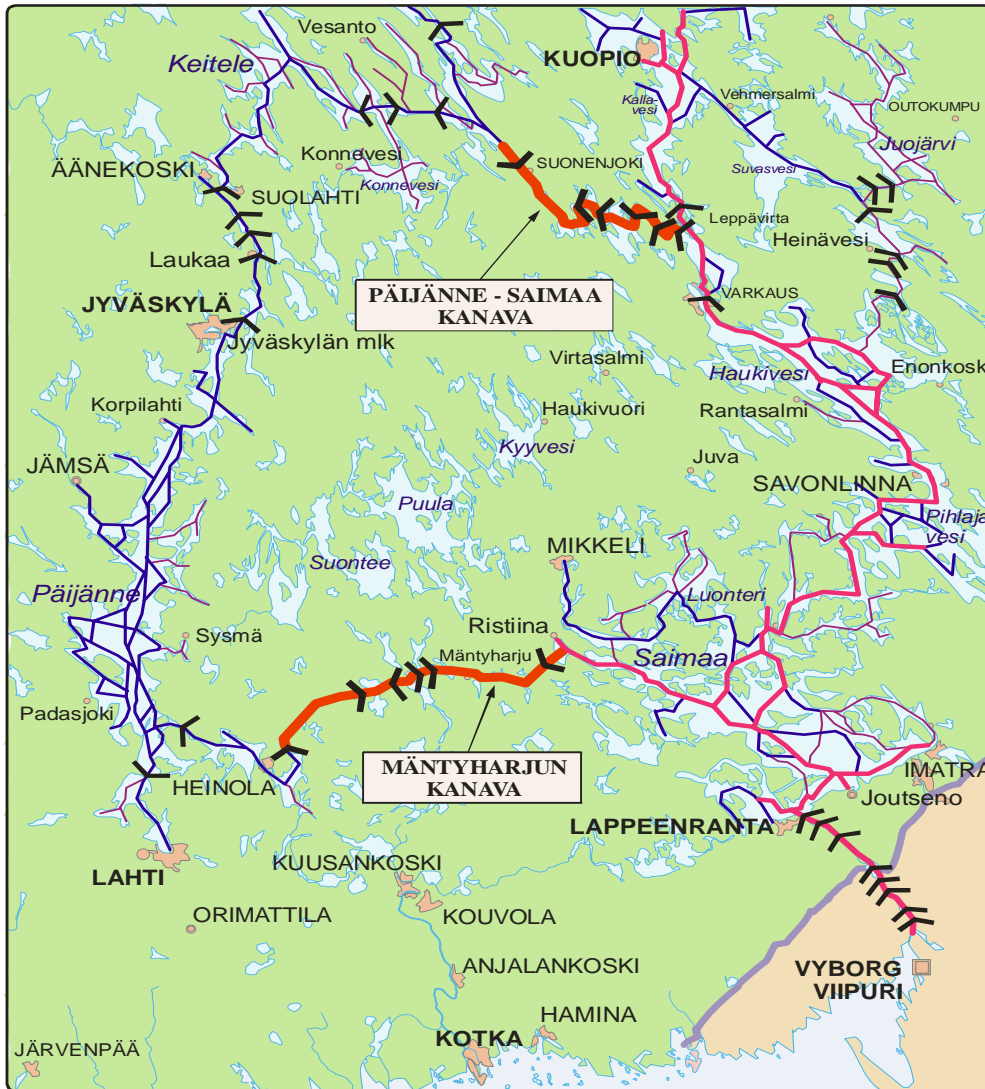 Vesanto
KUOPIO
Keitele
Vehmersalmi
Kalla-
vesi
OUTOKUMPU
Juojärvi
Konnevesi
Konnevesi
SUONENJOKI
Suvasvesi
ÄÄNEKOSKI
SUOLAHTI
Leppävirta
Heinävesi
Laukaa
PÄIJÄNNE - SAIMAA
KANAVA
VARKAUS
JYVÄSKYLÄ
Jyväskylän mlk
Virtasalmi
Haukivesi
Enonkosk
Korpilahti
Haukivuori
Rantasalmi
Kyyvesi
JÄMSÄ
Juva
SAVONLINNA
Puula
Pihlaja
vesi
MIKKELI
Suontee
Päijänne
Luonteri
Sysmä
Ristiina
Mäntyharju
Saimaa
Padasjoki
MÄNTYHARJUN
KANAVA
HEINOLA
IMATRA
Joutseno
LAPPEENRANTA
LAHTI
KUUSANKOSKI
ORIMATTILA
KOUVOLA
ANJALANKOSKI
VYBORG
VIIPURI
HAMINA
KOTKA
JÄRVENPÄÄ